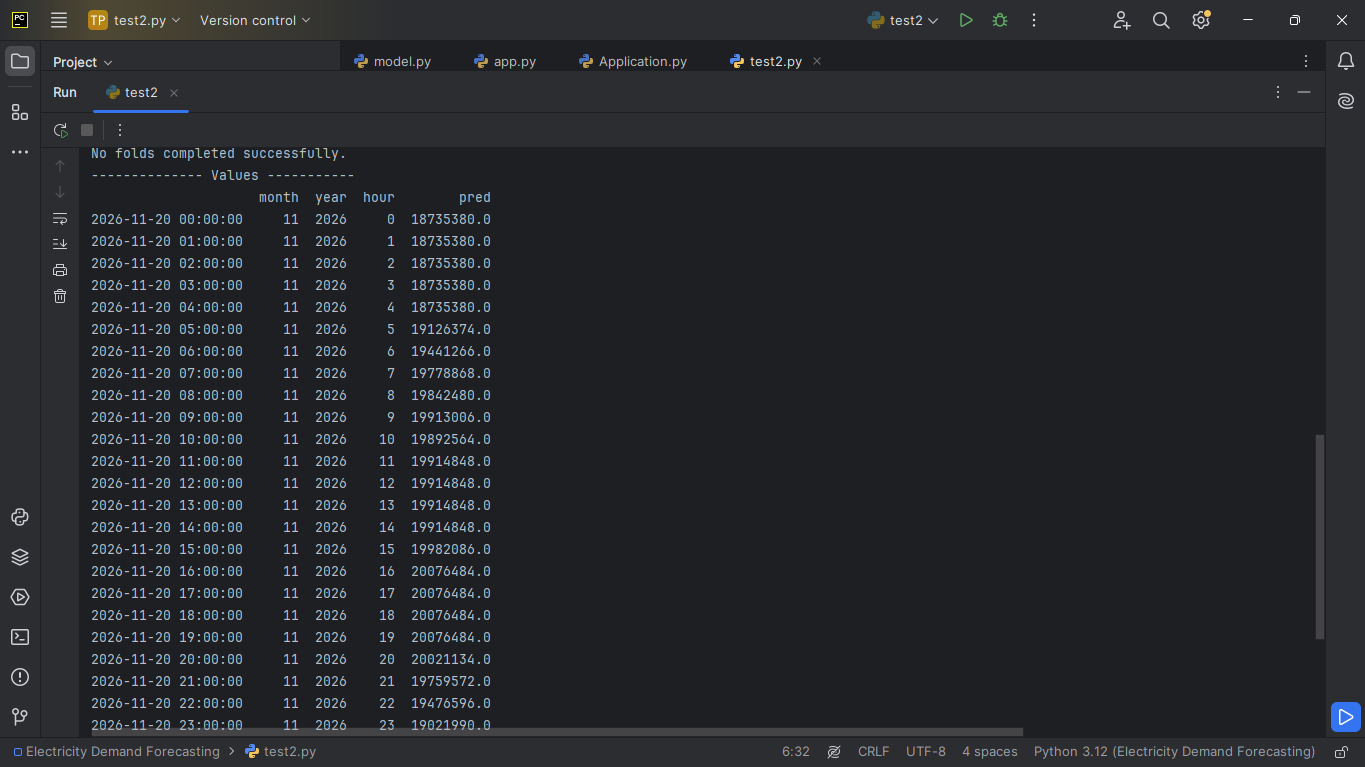 PC TP test2.py Version control test2
Project model.py app.py Application.py test2.py
Run test2
No folds completed successfully.
-------------- Values -----------
month year hour pred
2026-11-20 00:00:00 11 2026 0 18735380.0
2026-11-20 01:00:00 11 2026 1 18735380.0
2026-11-20 02:00:00 11 2026 2 18735380.0
2026-11-20 03:00:00 11 2026 3 18735380.0
2026-11-20 04:00:00 11 2026 4 18735380.0
2026-11-20 05:00:00 11 2026 5 19126374.0
2026-11-20 06:00:00 11 2026 6 19441266.0
2026-11-20 07:00:00 11 2026 7 19778868.0
2026-11-20 08:00:00 11 2026 8 19842480.0
2026-11-20 09:00:00 11 2026 9 19913006.0
2026-11-20 10:00:00 11 2026 10 19892564.0
2026-11-20 11:00:00 11 2026 11 19914848.0
2026-11-20 12:00:00 11 2026 12 19914848.0
2026-11-20 13:00:00 11 2026 13 19914848.0
2026-11-20 14:00:00 11 2026 14 19914848.0
2026-11-20 15:00:00 11 2026 15 19982086.0
2026-11-20 16:00:00 11 2026 16 20076484.0
2026-11-20 17:00:00 11 2026 17 20076484.0
2026-11-20 18:00:00 11 2026 18 20076484.0
2026-11-20 19:00:00 11 2026 19 20076484.0
2026-11-20 20:00:00 11 2026 20 20021134.0
2026-11-20 21:00:00 11 2026 21 19759572.0
2026-11-20 22:00:00 11 2026 22 19476596.0
2026-11-20 23:00:00 11 2026 23 19021990.0
Electricity Demand Forecasting > test2.py 6:32 CRLF UTF-8 4 spaces Python 3.12 (Electricity Demand Forecasting)